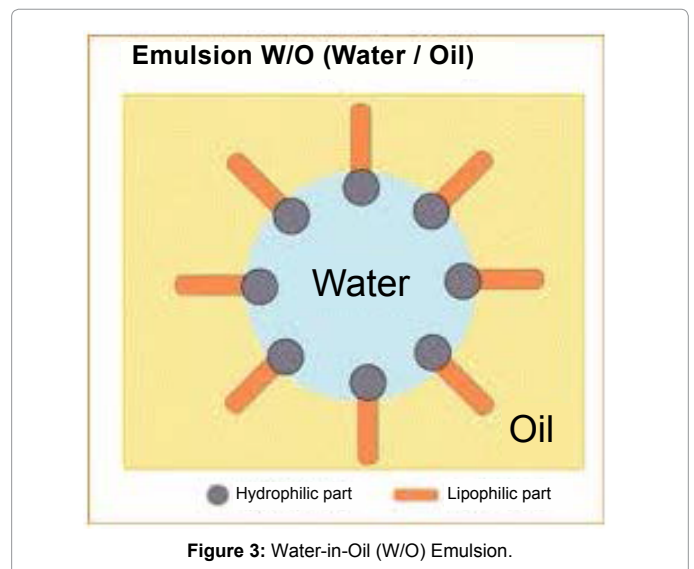 Emulsion W/O (Water / Oil)
Water
Oil
Hydrophilic part Lipophilic part
Figure 3: Water-in-Oil (W/O) Emulsion.